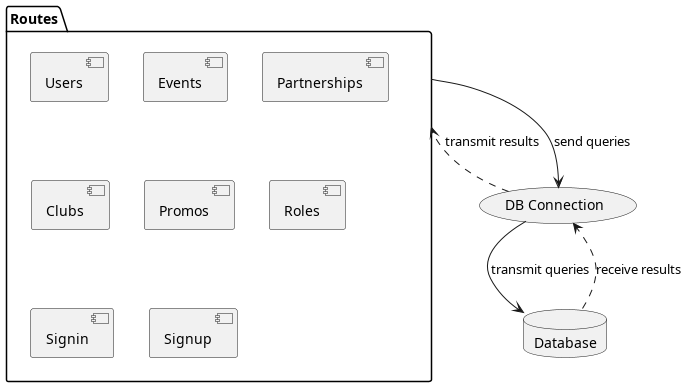 Routes
Users
Events
Partnerships
transmit results
send queries
Clubs
Promos
Roles
DB Connection
transmit queries
receive results
Signin
Signup
Database